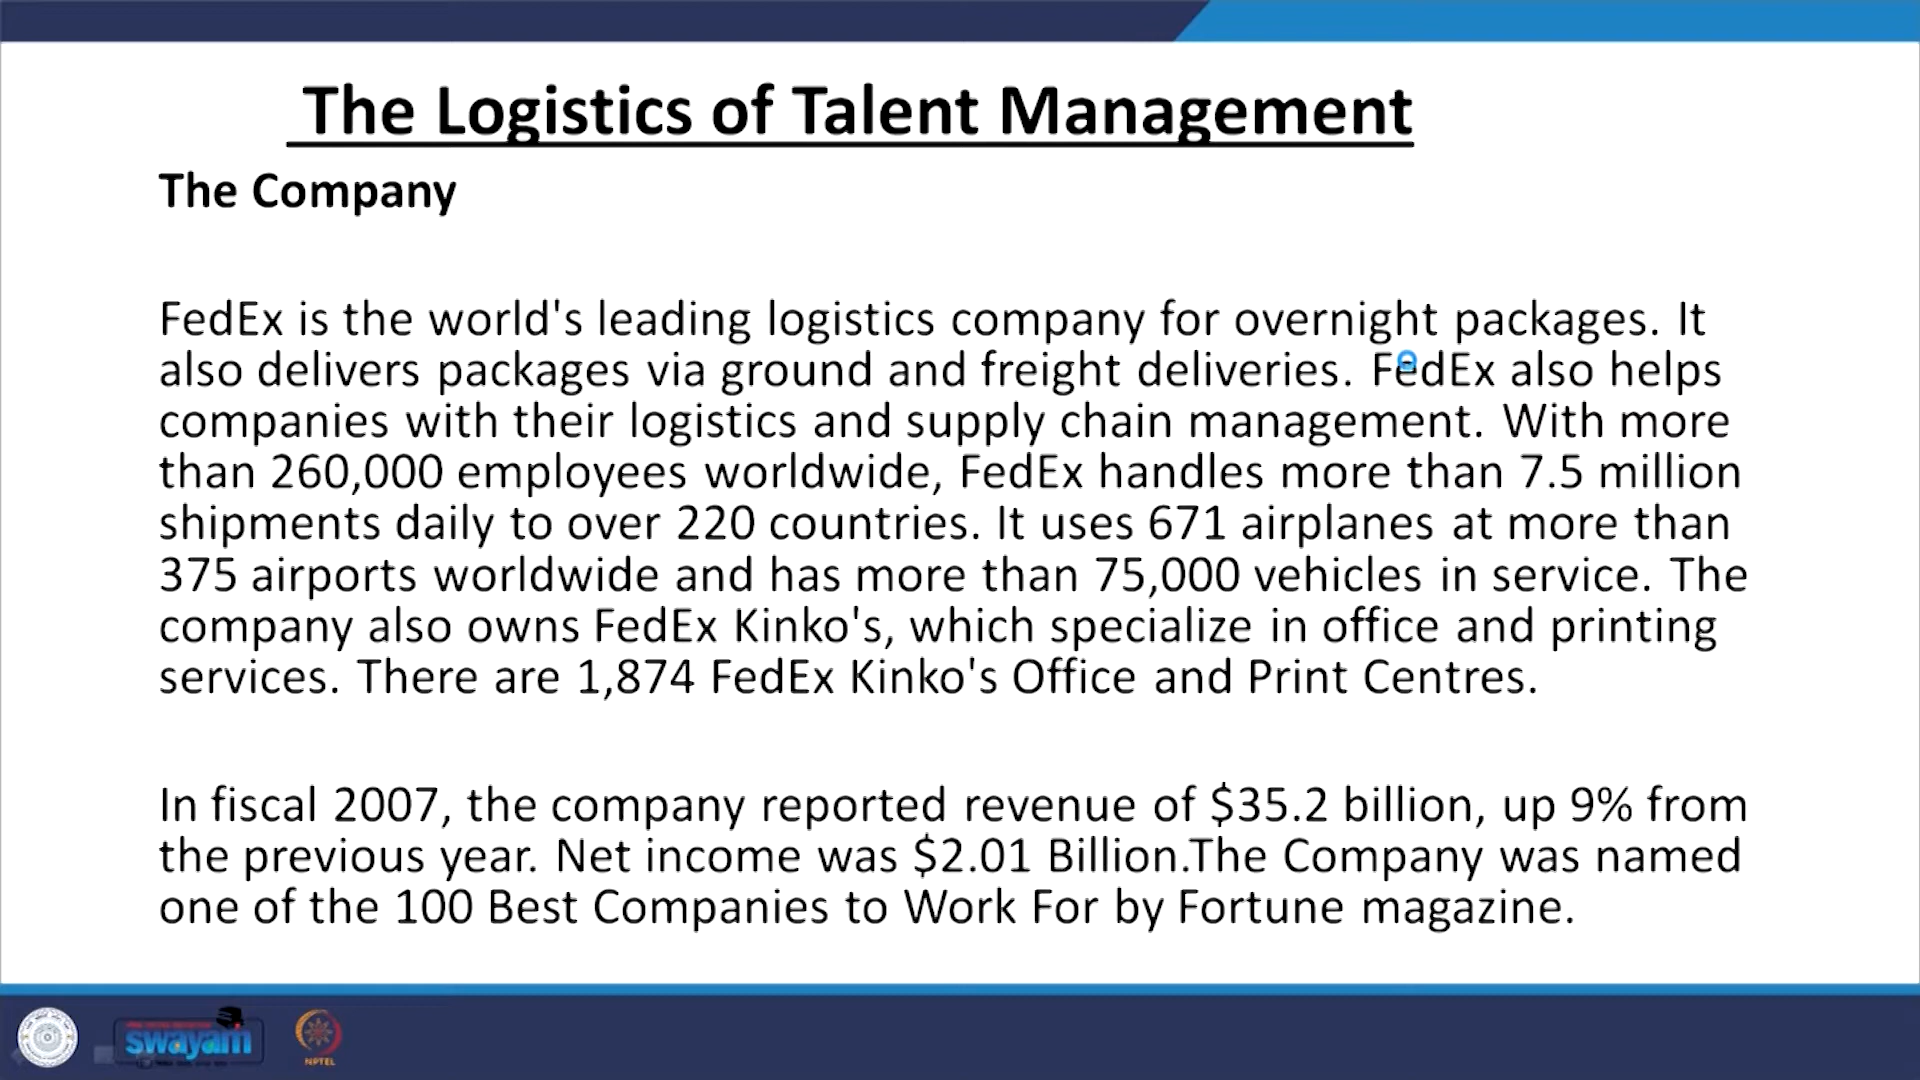 The Logistics of Talent Management
The Company
FedEx is the world's leading logistics company for overnight packages. It
also delivers packages via ground and freight deliveries. FedEx also helps
companies with their logistics and supply chain management. With more
than 260,000 employees worldwide, FedEx handles more than 7.5 million
shipments daily to over 220 countries. It uses 671 airplanes at more than
375 airports worldwide and has more than 75,000 vehicles in service. The
company also owns FedEx Kinko's, which specialize in office and printing
services. There are 1,874 FedEx Kinko's Office and Print Centres.
In fiscal 2007, the company reported revenue of $35.2 billion, up 9% from
the previous year. Net income was $2.01 Billion.The Company was named
one of the 100 Best Companies to Work For by Fortune magazine.
swayam
NPTEL